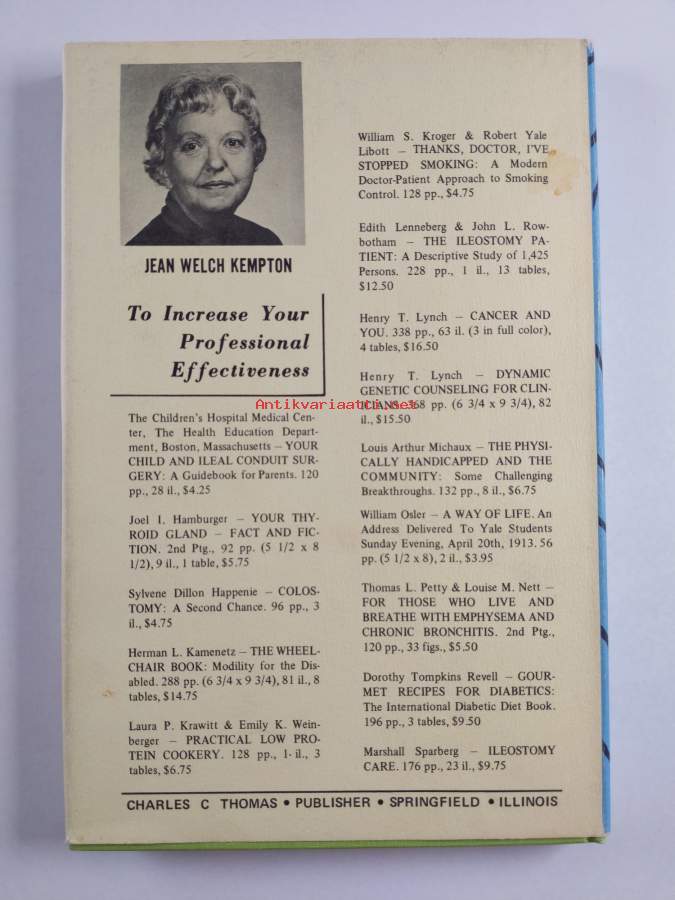 JEAN WELCH KEMPTON
To Increase Your
Professional
Effectiveness
The Children's Hospital Medical Cen-
ter, The Health Education Depart-
ment, Boston, Massachusetts — YOUR
CHILD AND ILEAL CONDUIT SUR-
GERY: A Guidebook for Parents. 120
pp., 28 il., $4.25
Joel I. Hamburger — YOUR THY-
ROID GLAND — FACT AND FIC-
TION. 2nd Ptg., 92 pp. (5 1/2 x 8
1/2), 9 il., 1 table, $5.75
Sylvene Dillon Happenie — COLOS-
TOMY: A Second Chance. 96 pp., 3
il., $4.75
Herman L. Kamenetz — THE WHEEL-
CHAIR BOOK: Modility for the Dis-
abled. 288 pp. (6 3/4 x 9 3/4), 81 il., 8
tables, $14.75
Laura P. Krawitt & Emily K. Wein-
berger — PRACTICAL LOW PRO-
TEIN COOKERY. 128 pp., 1 il., 3
tables, $6.75
William S. Kroger & Robert Yale
Libott — THANKS, DOCTOR, I'VE
STOPPED SMOKING: A Modern
Doctor-Patient Approach to Smoking
Control. 128 pp., $4.75
Edith Lenneberg & John L. Row-
botham — THE ILEOSTOMY PA-
TIENT: A Descriptive Study of 1,425
Persons. 228 pp., 1 il., 13 tables,
$12.50
Henry T. Lynch — CANCER AND
YOU. 338 pp., 63 il. (3 in full color),
4 tables, $16.50
Henry T. Lynch — DYNAMIC
GENETIC COUNSELING FOR CLIN-
ICIANS. 368 pp. (6 3/4 x 9 3/4), 82
il., $15.50
Antikvariaatti.net
Louis Arthur Michaux — THE PHYSI-
CALLY HANDICAPPED AND THE
COMMUNITY: Some Challenging
Breakthroughs. 132 pp., 8 il., $6.75
William Osler — A WAY OF LIFE. An
Address Delivered To Yale Students
Sunday Evening, April 20th, 1913. 56
pp. (5 1/2 x 8), 2 il., $3.95
Thomas L. Petty & Louise M. Nett —
FOR THOSE WHO LIVE AND
BREATHE WITH EMPHYSEMA AND
CHRONIC BRONCHITIS. 2nd Ptg.,
120 pp., 33 figs., $5.50
Dorothy Tompkins Revell — GOUR-
MET RECIPES FOR DIABETICS:
The International Diabetic Diet Book.
196 pp., 3 tables, $9.50
Marshall Sparberg — ILEOSTOMY
CARE. 176 pp., 23 il., $9.75
CHARLES C THOMAS • PUBLISHER • SPRINGFIELD • ILLINOIS